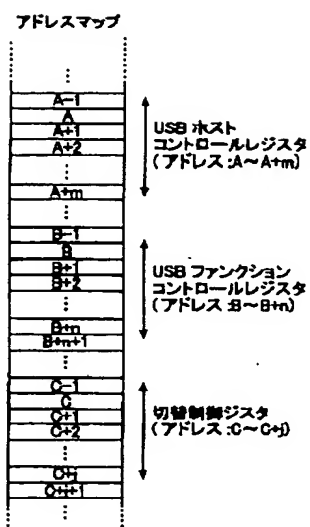 アドレスマップ
A-1
A
A+1
A+2
A+m
USB ホスト
コントロールレジスタ
(アドレス:A～A+m)
B-1
B
B+1
B+2
B+n
B+n+1
USB ファンクション
コントロールレジスタ
(アドレス:B～B+n)
C-1
C
C+1
C+2
C+j
C+j+1
切替制御ジスタ
(アドレス:C～C+j)